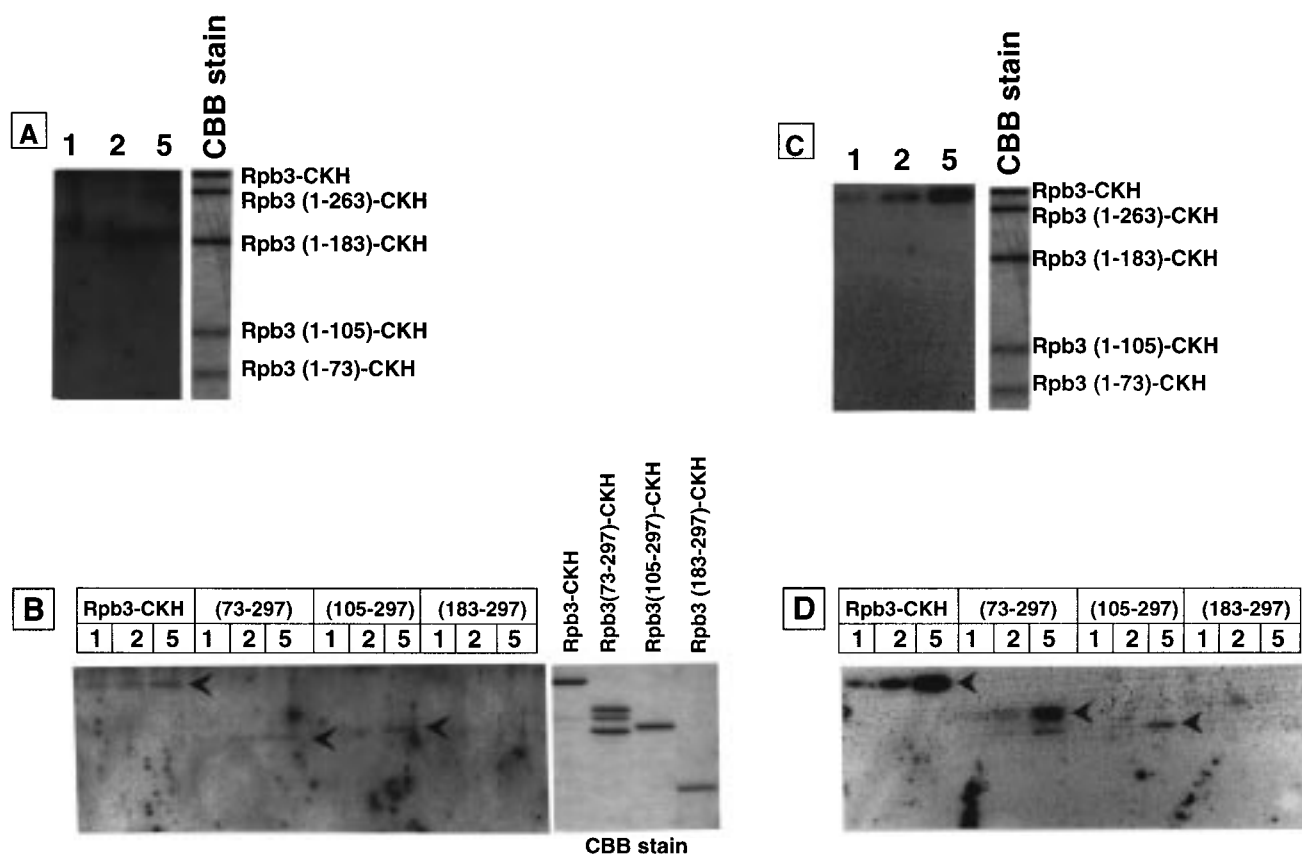 A
1 2 5
CBB stain
Rpb3-CKH
Rpb3 (1-263)-CKH
Rpb3 (1-183)-CKH
Rpb3 (1-105)-CKH
Rpb3 (1-73)-CKH
C
1 2 5
CBB stain
Rpb3-CKH
Rpb3 (1-263)-CKH
Rpb3 (1-183)-CKH
Rpb3 (1-105)-CKH
Rpb3 (1-73)-CKH
B
Rpb3-CKH (73-297) (105-297) (183-297)
1 2 5 1 2 5 1 2 5 1 2 5
Rpb3-CKH
Rpb3(73-297)-CKH
Rpb3(105-297)-CKH
Rpb3 (183-297)-CKH
CBB stain
D
Rpb3-CKH (73-297) (105-297) (183-297)
1 2 5 1 2 5 1 2 5 1 2 5